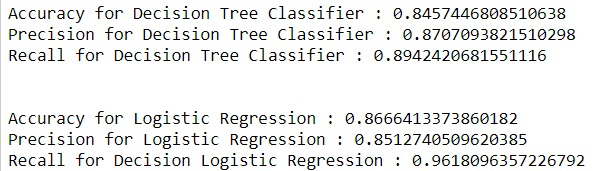 Accuracy for Decision Tree Classifier : 0.8457446808510638
Precision for Decision Tree Classifier : 0.8707093821510298
Recall for Decision Tree Classifier : 0.8942420681551116
Accuracy for Logistic Regression : 0.8666413373860182
Precision for Logistic Regression : 0.8512740509620385
Recall for Decision Logistic Regression : 0.9618096357226792